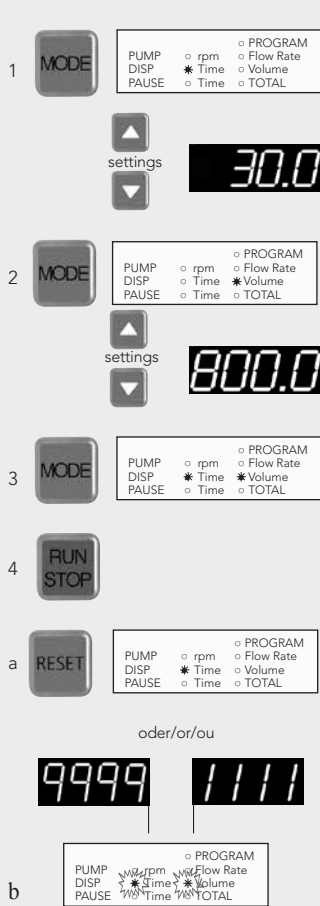 1
MODE
○ PROGRAM
PUMP ○ rpm ○ Flow Rate
DISP ✷ Time ○ Volume
PAUSE ○ Time ○ TOTAL
settings
30.0
2
MODE
○ PROGRAM
PUMP ○ rpm ○ Flow Rate
DISP ○ Time ✷ Volume
PAUSE ○ Time ○ TOTAL
settings
800.0
3
MODE
○ PROGRAM
PUMP ○ rpm ○ Flow Rate
DISP ✷ Time ✷ Volume
PAUSE ○ Time ○ TOTAL
4
RUN
STOP
a
RESET
○ PROGRAM
PUMP ○ rpm ○ Flow Rate
DISP ✷ Time ○ Volume
PAUSE ○ Time ○ TOTAL
oder/or/ou
9999 1111
○ PROGRAM
PUMP rpm Flow Rate
b
DISP ✷ Time ✷ Volume
PAUSE Time ○ TOTAL